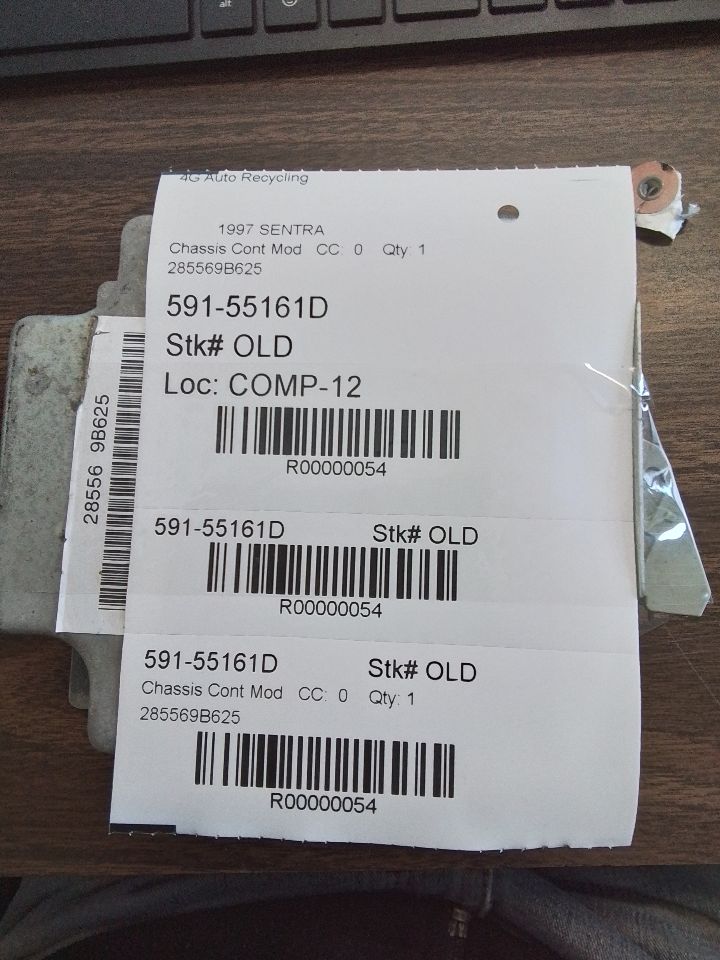 alt
4G Auto Recycling
1997 SENTRA
Chassis Cont Mod CC: 0 Qty: 1
285569B625
591-55161D
Stk# OLD
Loc: COMP-12
R00000054
28556 9B625
591-55161D Stk# OLD
R00000054
591-55161D Stk# OLD
Chassis Cont Mod CC: 0 Qty: 1
285569B625
R00000054